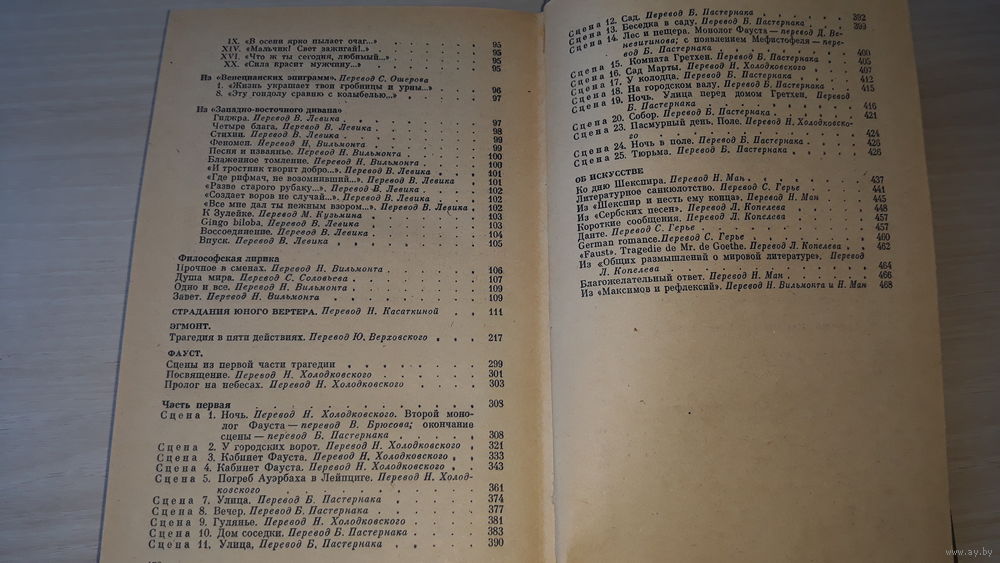 IX. «В осени ярко пылает очаг...» 95
XIV. «Мальчик! Свет зажигай!..» 95
XVI. «Что ж ты сегодня, любимый...» 95
XX. «Сила красит мужчину...» 95
Из «Венецианских эпиграмм». Перевод С. Ошерова
1. «Жизнь украшает твои гробницы и урны...» 96
8. «Эту гондолу сравню с колыбелью...» 97
Из «Западно-восточного дивана»
Гиджра. Перевод В. Левика 97
Четыре блага. Перевод В. Левика 98
Стихии. Перевод В. Левика 99
Феномен. Перевод Н. Вильмонта 99
Песни и изваянье. Перевод Н. Вильмонта 100
Блаженное томление. Перевод Н. Вильмонта 100
«И тростник творит добро...». Перевод В. Левика 101
«Где рифмач, не возомнивший...». Перевод В. Левика 101
«Разве старого рубаку...». Перевод В. Левика 102
«Создает воров не случай...». Перевод В. Левика 102
«Все мне дал ты нежным взором...». Перевод В. Левика 102
К Зулейке. Перевод М. Кузьмина 103
Gingo biloba. Перевод В. Левика 103
Воссоединение. Перевод В. Левика 104
Впуск. Перевод В. Левика 105
Философская лирика
Прочное в сменах. Перевод Н. Вильмонта 106
Душа мира. Перевод С. Соловьева 107
Одно и все. Перевод Н. Вильмонта 109
Завет. Перевод Н. Вильмонта 109
СТРАДАНИЯ ЮНОГО ВЕРТЕРА. Перевод Н. Касаткиной 111
ЭГМОНТ.
Трагедия в пяти действиях. Перевод Ю. Верховского 217
ФАУСТ.
Сцены из первой части трагедии 299
Посвящение. Перевод Н. Холодковского 301
Пролог на небесах. Перевод Н. Холодковского 303
Часть первая 308
Сцена 1. Ночь. Перевод Н. Холодковского. Второй моно-
лог Фауста — перевод В. Брюсова; окончание
сцены — перевод Б. Пастернака 308
Сцена 2. У городских ворот. Перевод Н. Холодковского 321
Сцена 3. Кабинет Фауста. Перевод Н. Холодковского 333
Сцена 4. Кабинет Фауста. Перевод Н. Холодковского 343
Сцена 5. Погреб Ауэрбаха в Лейпциге. Перевод Н. Холод-
ковского 361
Сцена 7. Улица. Перевод Б. Пастернака 374
Сцена 8. Вечер. Перевод Б. Пастернака 377
Сцена 9. Гулянье. Перевод Н. Холодковского 381
Сцена 10. Дом соседки. Перевод Б. Пастернака 383
Сцена 11. Улица, Перевод Б. Пастернака 390
Сцена 12. Сад. Перевод Б. Пастернака 392
Сцена 13. Беседка в саду. Перевод Б. Пастернака 399
Сцена 14. Лес и пещера. Монолог Фауста — перевод Д. Ве-
невитинова; с появлением Мефистофеля — пере-
вод Б. Пастернака 400
Сцена 15. Комната Гретхен. Перевод Б. Пастернака 405
Сцена 16. Сад Марты. Перевод Н. Холодковского 407
Сцена 17. У колодца. Перевод Б. Пастернака 412
Сцена 18. На городском валу. Перевод Б. Пастернака 415
Сцена 19. Ночь. Улица перед домом Гретхен. Перевод
Б. Пастернака 416
Сцена 20. Собор. Перевод Б. Пастернака 421
Сцена 23. Пасмурный день. Поле. Перевод Н. Холодковско-
го 424
Сцена 24. Ночь в поле. Перевод Б. Пастернака 426
Сцена 25. Тюрьма. Перевод Б. Пастернака 426
ОБ ИСКУССТВЕ
Ко дню Шекспира. Перевод Н. Ман 437
Литературное санкюлотство. Перевод С. Герье 441
Из «Шекспир и несть ему конца». Перевод Н. Ман 445
Из «Сербских песен». Перевод Л. Копелева 448
Короткие сообщения. Перевод Л. Копелева 457
Данте. Перевод С. Герье 457
German romance. Перевод С. Герье 460
«Faust». Tragedie de Mr. de Goethe. Перевод Л. Копелева 462
Из «Общих размышлений о мировой литературе». Перевод
Л. Копелева 464
Благожелательный ответ. Перевод Н. Ман 466
Из «Максимов и рефлексий». Перевод Н. Вильмонта и Н. Ман 468
www.ay.by